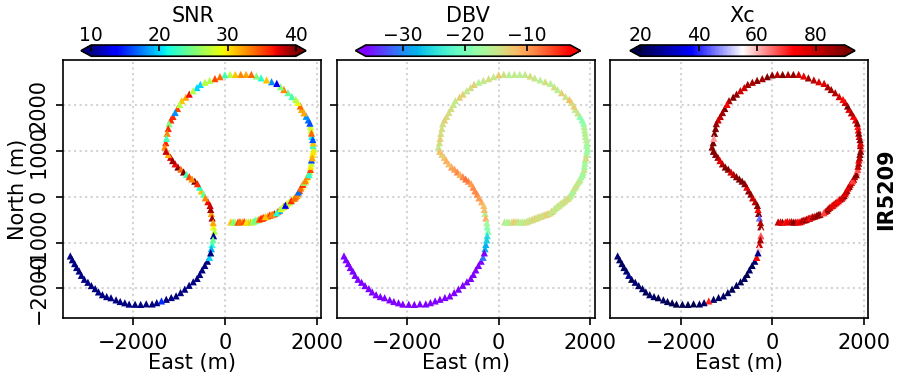 SNR DBV Xc
10 20 30 40 −30 −20 −10 20 40 60 80
North (m)
2000
1000
0
−1000
−2000
IR5209
−2000 0 2000 −2000 0 2000 −2000 0 2000
East (m) East (m) East (m)